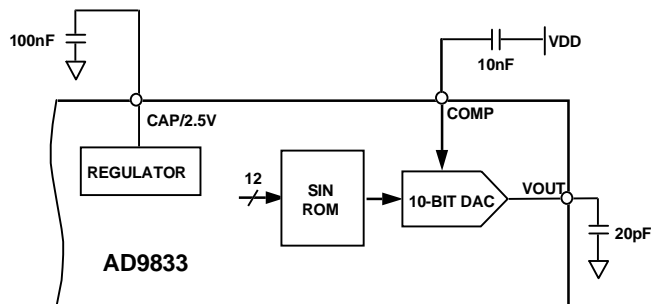 100nF
10nF
VDD
CAP/2.5V
COMP
REGULATOR
12
SIN
ROM
10-BIT DAC
VOUT
20pF
AD9833